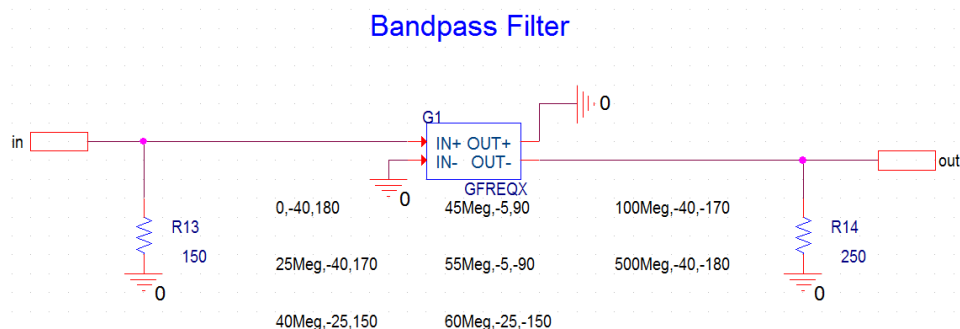 Bandpass Filter
0
G1
in
IN+ OUT+
IN- OUT-
out
0
GFREQX
0,-40,180
45Meg,-5,90
100Meg,-40,-170
R13
150
R14
250
25Meg,-40,170
55Meg,-5,-90
500Meg,-40,-180
0
0
40Meg,-25,150
60Meg,-25,-150